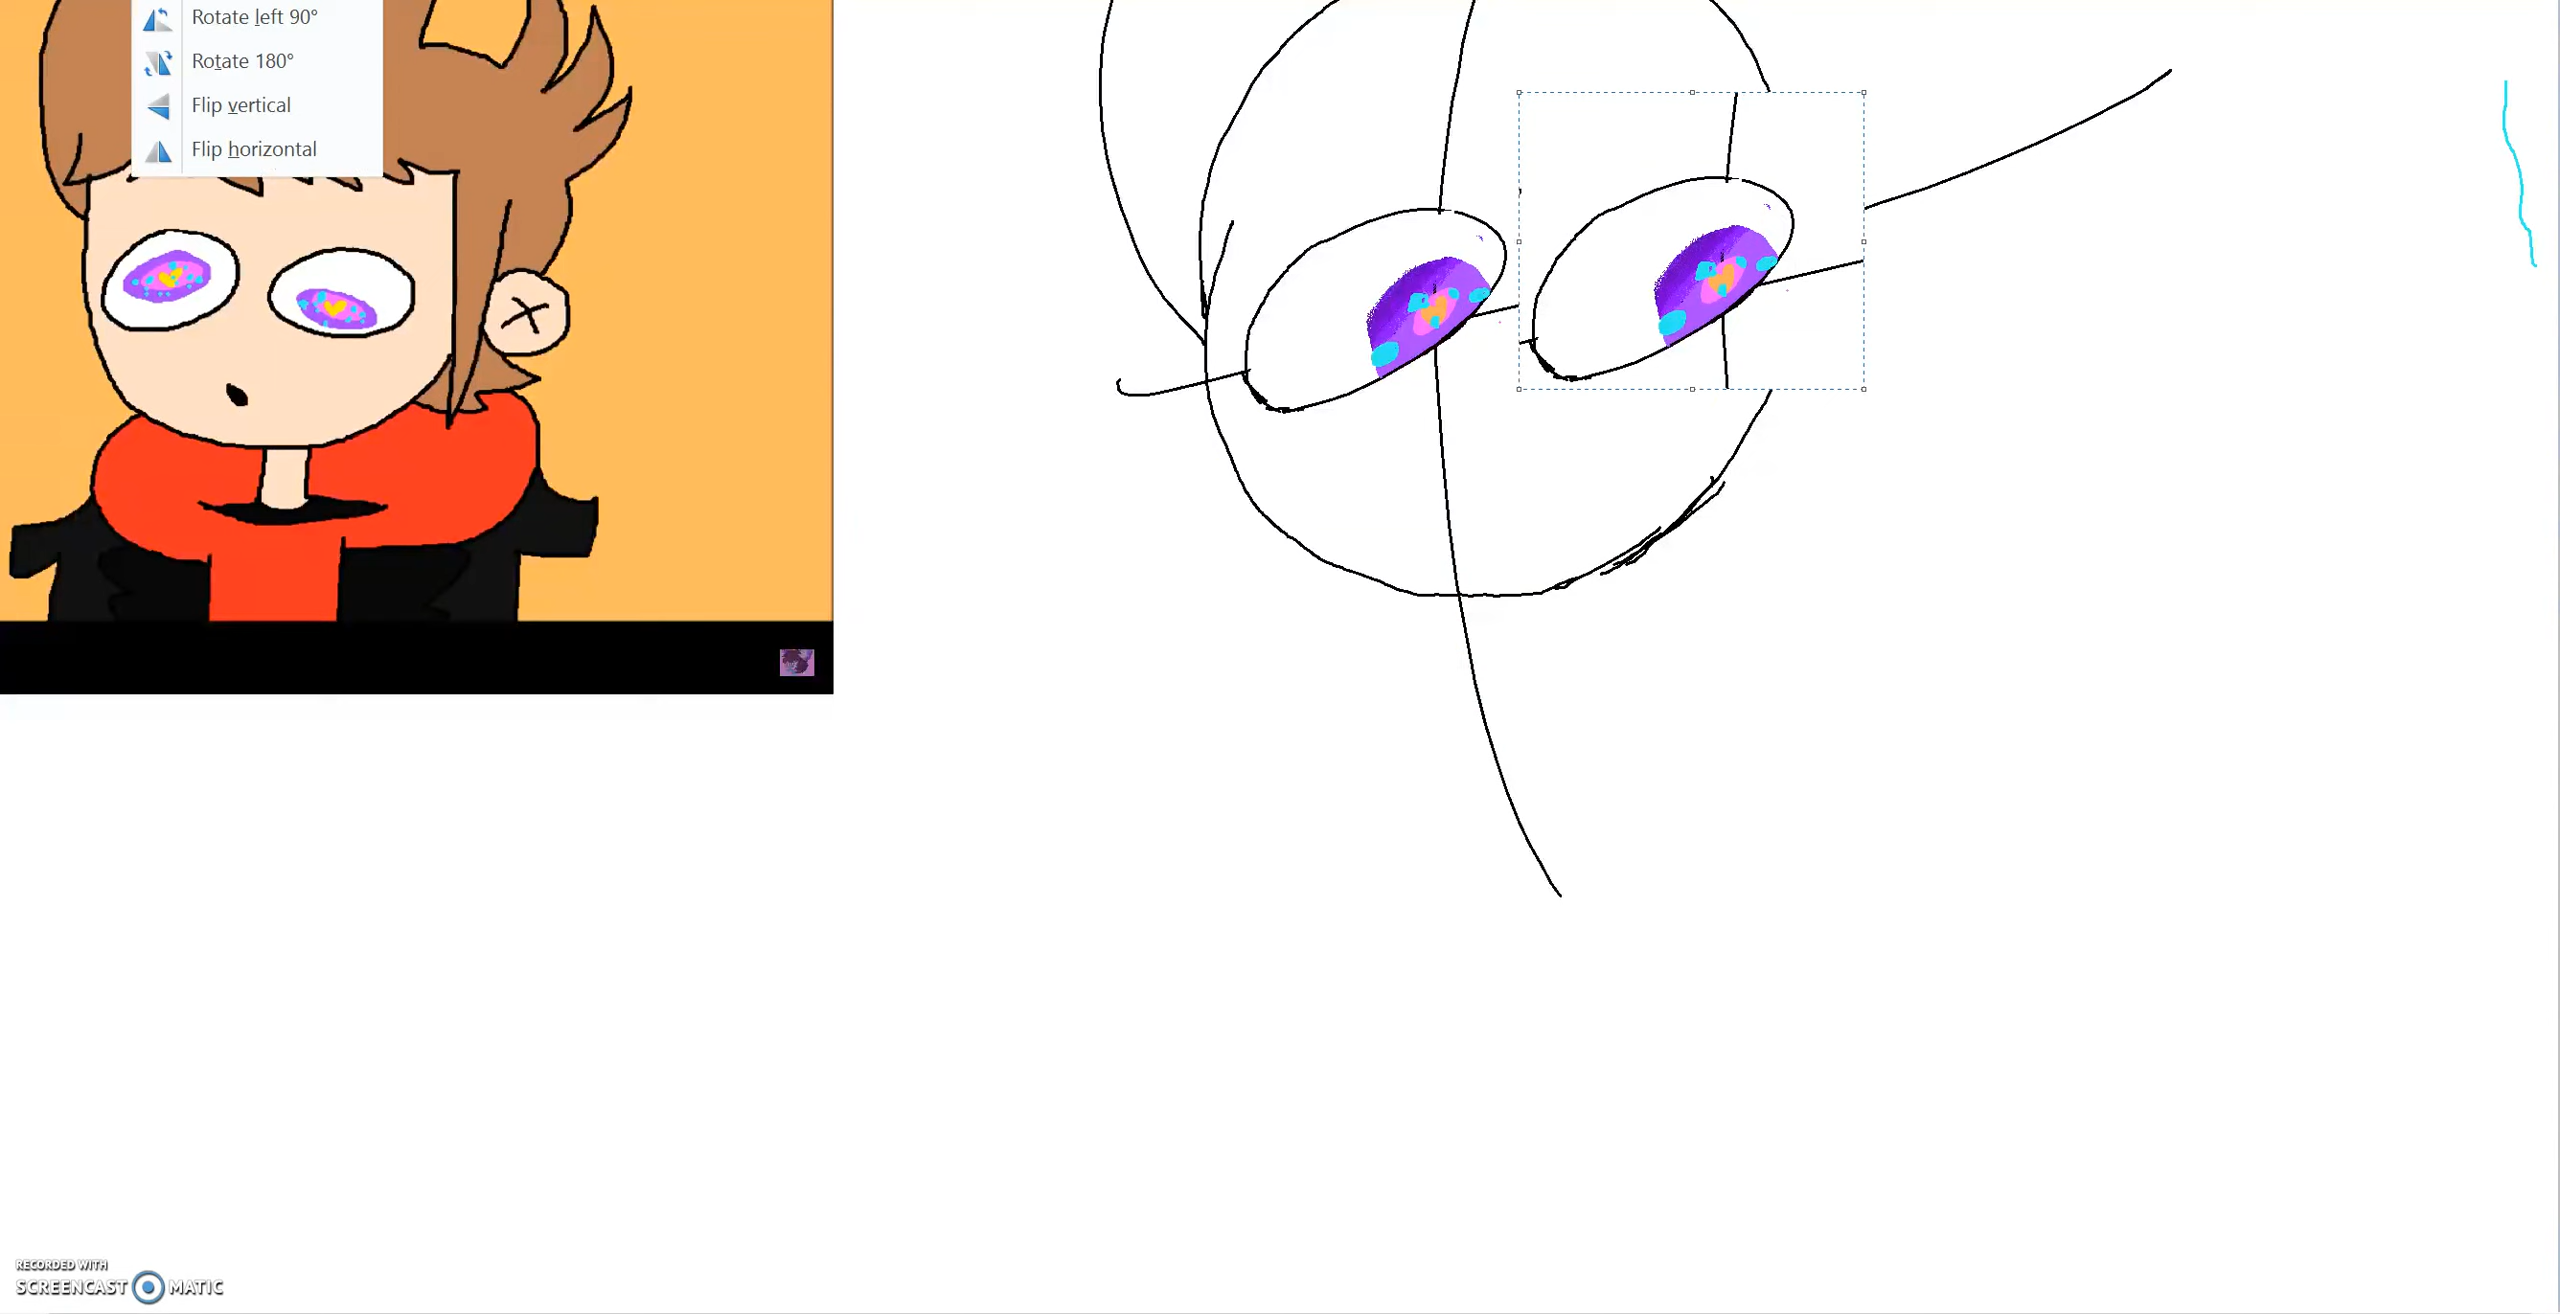 Rotate left 90°
Rotate 180°
Flip vertical
Flip horizontal
RECORDED WITH
SCREENCAST MATIC